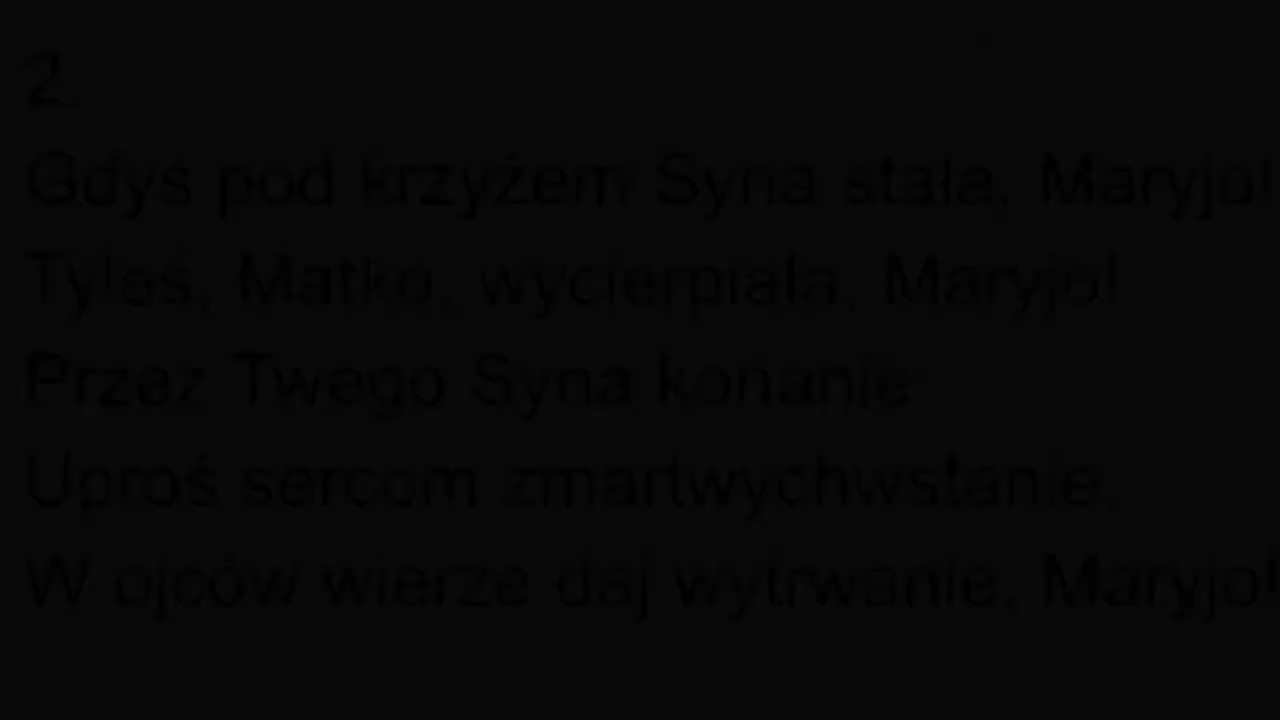 2.
Gdyś pod krzyżem Syna stała, Maryjo!
Tyleś, Matko, wycierpiała, Maryjo!
Przez Twego Syna konanie
Uproś sercom zmartwychwstanie,
W ojców wierze daj wytrwanie, Maryjo!